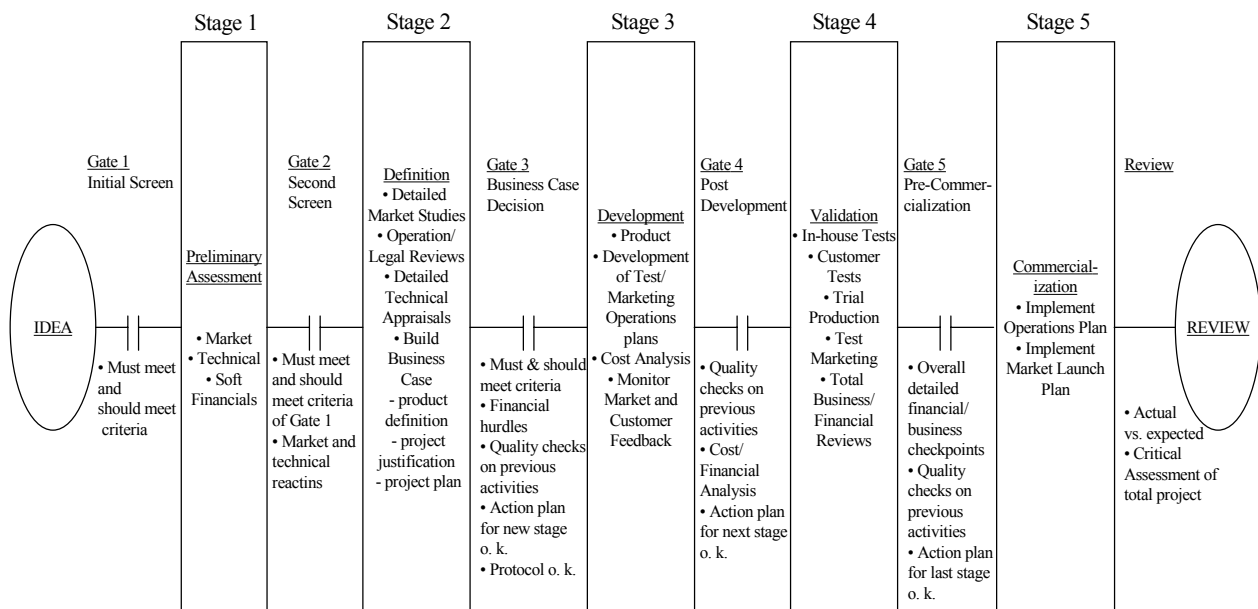 Stage 1
Stage 2
Stage 3
Stage 4
Stage 5
IDEA
Gate 1
Initial Screen
• Must meet
and
should meet
criteria
Preliminary
Assessment
• Market
• Technical
• Soft
Financials
Gate 2
Second
Screen
• Must meet
and should
meet criteria
of Gate 1
• Market and
technical
reactins
Definition
• Detailed
Market Studies
• Operation/
Legal Reviews
• Detailed
Technical
Appraisals
• Build
Business
Case
- product
definition
- project
justification
- project plan
Gate 3
Business Case
Decision
• Must & should
meet criteria
• Financial
hurdles
• Quality checks
on previous
activities
• Action plan
for new stage
o. k.
• Protocol o. k.
Development
• Product
• Development
of Test/
Marketing
Operations
plans
• Cost Analysis
• Monitor
Market and
Customer
Feedback
Gate 4
Post
Development
• Quality
checks on
previous
activities
• Cost/
Financial
Analysis
• Action plan
for next stage
o. k.
Validation
• In-house Tests
• Customer
Tests
• Trial
Production
• Test
Marketing
• Total
Business/
Financial
Reviews
Gate 5
Pre-Commer-
cialization
• Overall
detailed
financial/
business
checkpoints
• Quality
checks on
previous
activities
• Action plan
for last stage
o. k.
Commercial-
ization
• Implement
Operations Plan
• Implement
Market Launch
Plan
Review
REVIEW
• Actual
vs. expected
• Critical
Assessment of
total project